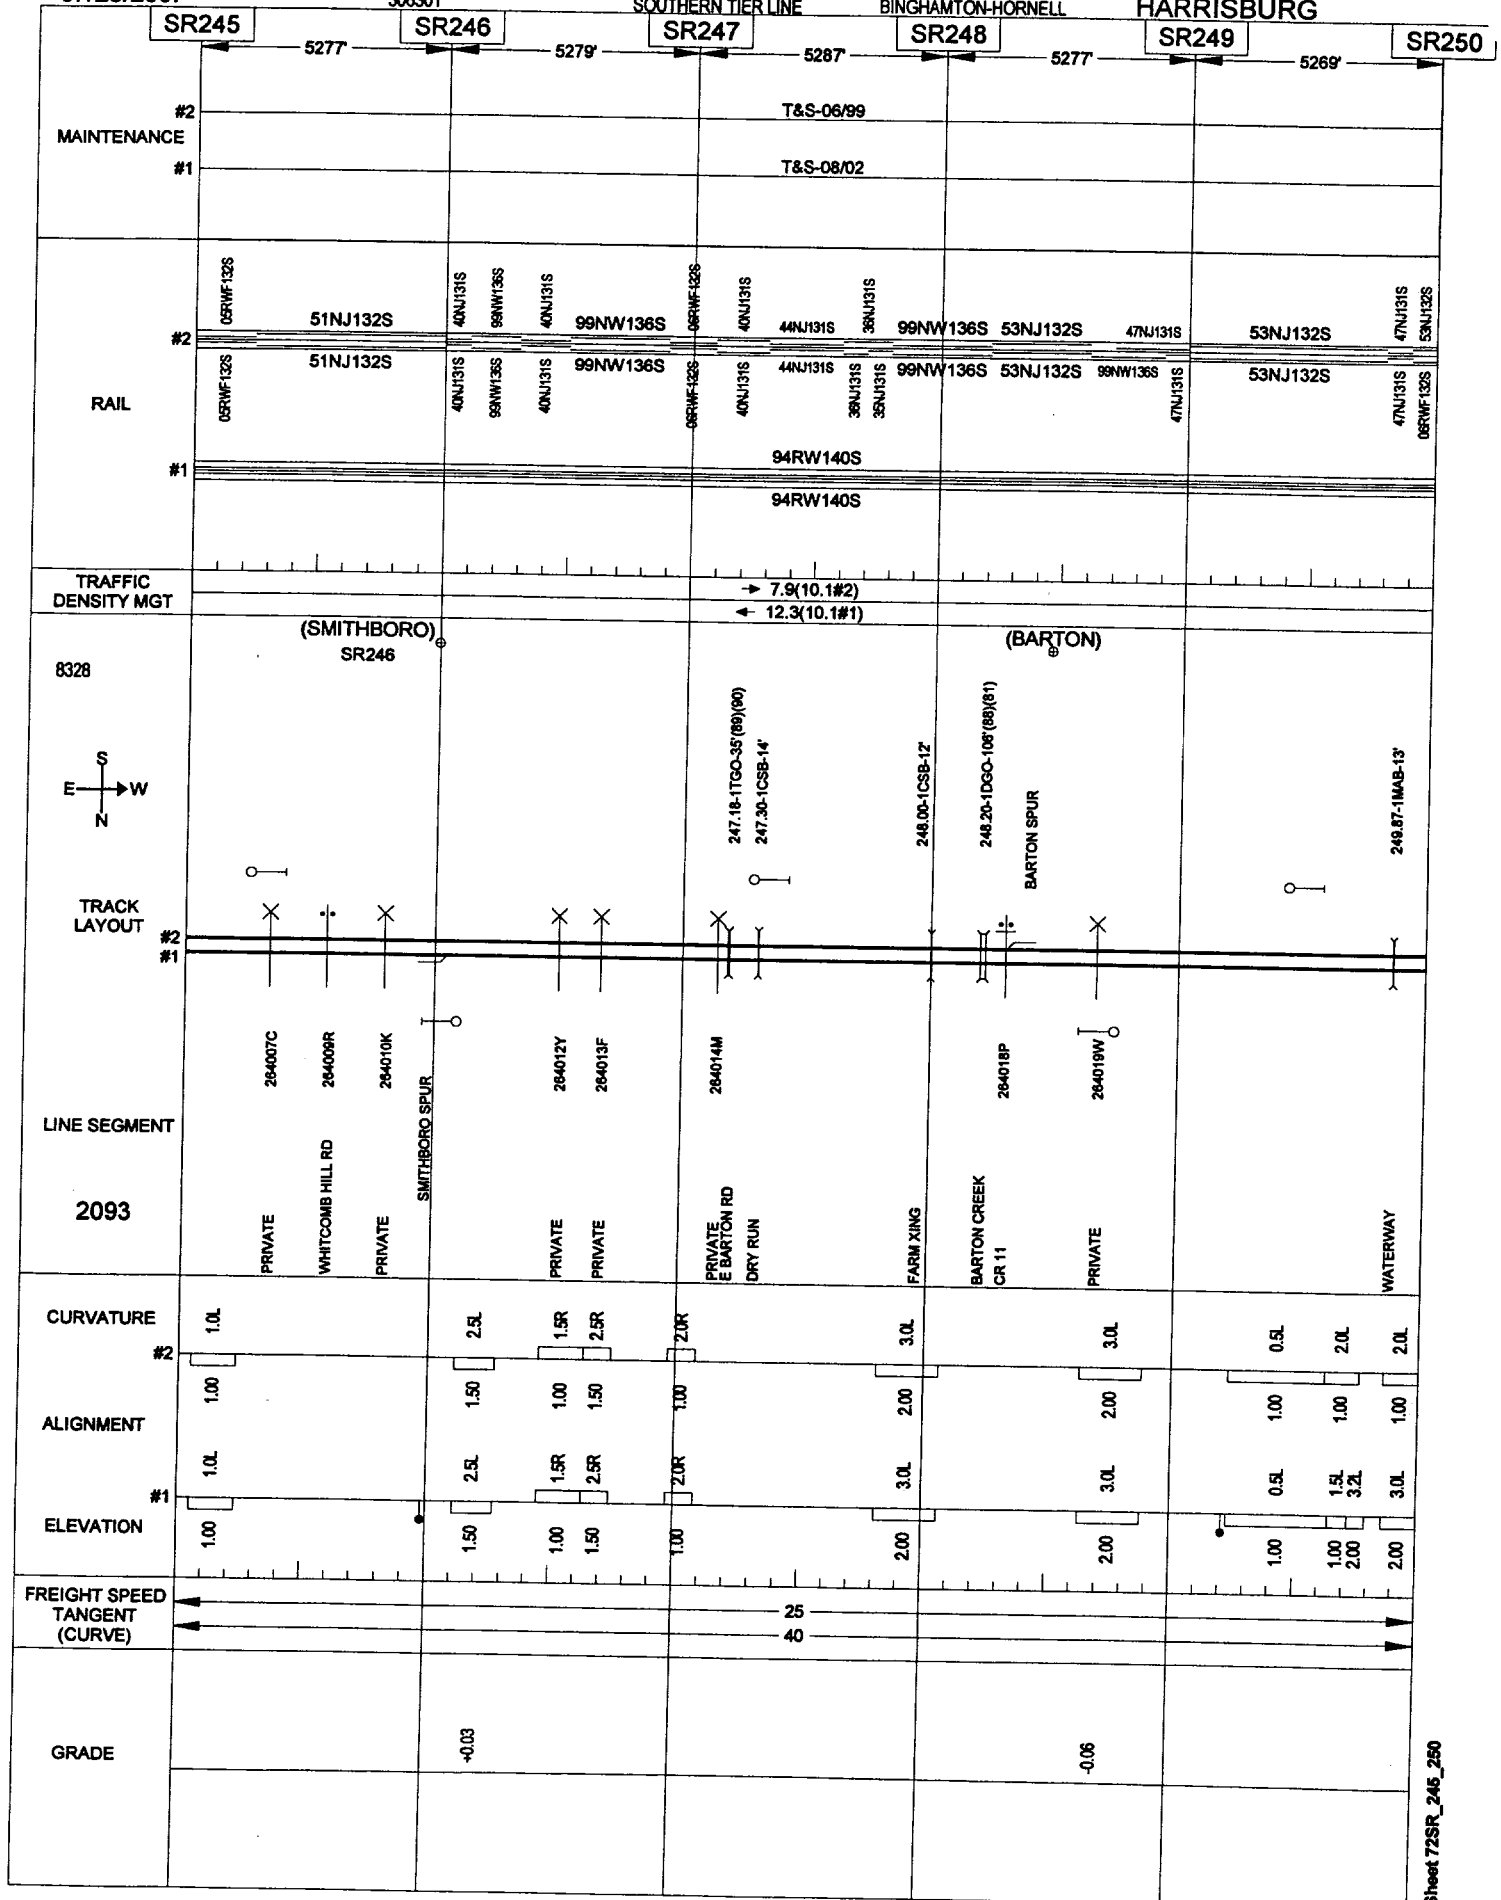 SOUTHERN TIER LINE BINGHAMTON-HORNELL HARRISBURG
SR245 SR246 SR247 SR248 SR249 SR250
5277' 5279' 5287' 5277' 5269'
MAINTENANCE
#2 T&S-06/99
#1 T&S-08/02
RAIL
05RWF132S 40NJ131S 99NW136S 40NJ131S 06RWF132S 40NJ131S 36NJ131S 47NJ131S 53NJ132S
#2 51NJ132S 99NW136S 44NJ131S 99NW136S 53NJ132S 47NJ131S 53NJ132S
51NJ132S 99NW136S 44NJ131S 99NW136S 53NJ132S 99NW136S 53NJ132S
05RWF132S 40NJ131S 99NW136S 40NJ131S 06RWF132S 40NJ131S 36NJ131S 35NJ131S 47NJ131S 47NJ131S 06RWF132S
#1 94RW140S
94RW140S
TRAFFIC
DENSITY MGT
→ 7.9(10.1#2)
← 12.3(10.1#1)
(SMITHBORO)
SR246
(BARTON)
8328
S
E W
N
247.18-1TGO-35'(89)(90)
247.30-1CSB-14'
248.00-1CSB-12'
248.20-1DGO-106'(88)(81)
BARTON SPUR
249.87-1MAB-13'
TRACK
LAYOUT
#2
#1
264007C 264009R 264010K 264012Y 264013F 264014M 264018P 264019W
SMITHBORO SPUR
LINE SEGMENT
2093
PRIVATE
WHITCOMB HILL RD
PRIVATE
PRIVATE
PRIVATE
PRIVATE
E BARTON RD
DRY RUN
FARM XING
BARTON CREEK
CR 11
PRIVATE
WATERWAY
CURVATURE
1.0L 2.5L 1.5R 2.5R 2.0R 3.0L 3.0L 0.5L 2.0L 2.0L
#2
1.00 1.50 1.00 1.50 1.00 2.00 2.00 1.00 1.00 1.00
ALIGNMENT
1.0L 2.5L 1.5R 2.5R 2.0R 3.0L 3.0L 0.5L 1.5L 3.2L 3.0L
#1
ELEVATION
1.00 1.50 1.00 1.50 1.00 2.00 2.00 1.00 1.00 2.00 2.00
FREIGHT SPEED
TANGENT
(CURVE)
25
40
GRADE
+0.03 -0.06
Sheet 72SR_245_250